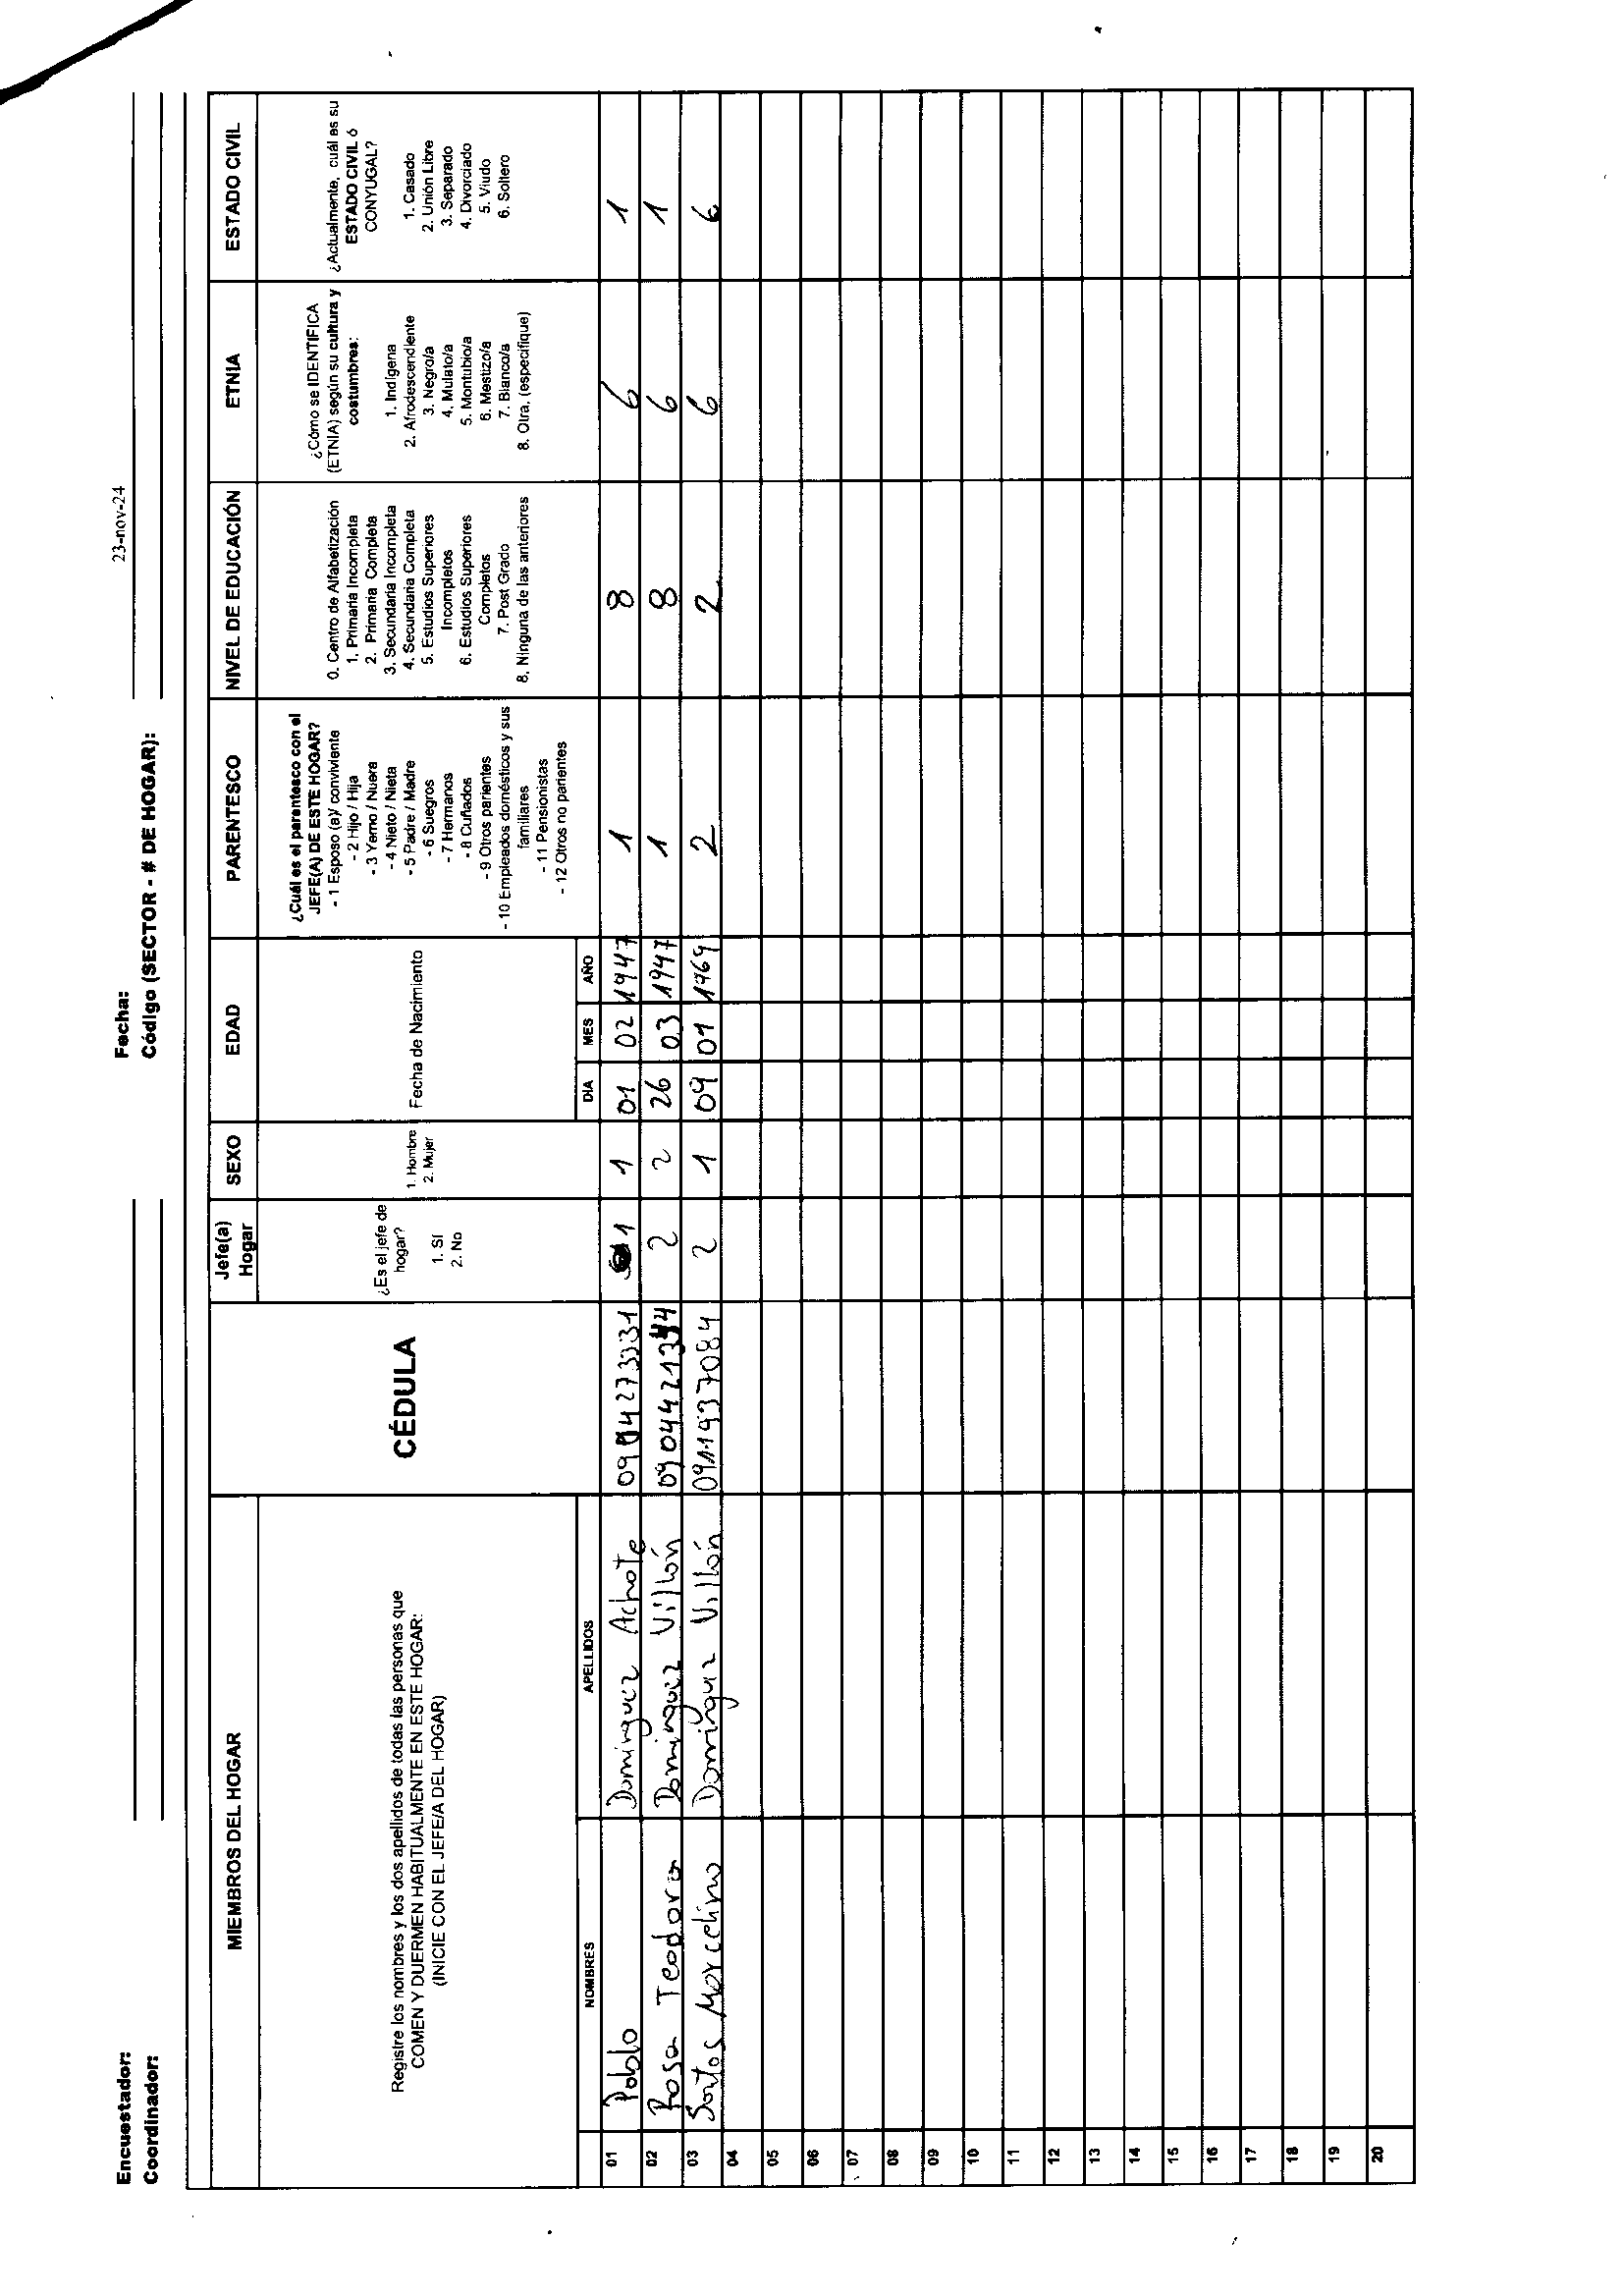 Encuestador: Fecha: 23-nov-24
Coordinador: Código (SECTOR - # DE HOGAR):
MIEMBROS DEL HOGAR
CÉDULA
Jefe(a) Hogar
SEXO
EDAD
PARENTESCO
NIVEL DE EDUCACIÓN
ETNIA
ESTADO CIVIL
Registre los nombres y los dos apellidos de todas las personas que
COMEN Y DUERMEN HABITUALMENTE EN ESTE HOGAR:
(INICIE CON EL JEFE/A DEL HOGAR)
¿Es el jefe de
hogar?
1. Sí
2. No
1. Hombre
2. Mujer
Fecha de Nacimiento
¿Cuál es el parentesco con el
JEFE(A) DE ESTE HOGAR?
- 1 Esposo (a)/ conviviente
- 2 Hijo / Hija
- 3 Yerno / Nuera
- 4 Nieto / Nieta
- 5 Padre / Madre
- 6 Suegros
- 7 Hermanos
- 8 Cuñados
- 9 Otros parientes
- 10 Empleados domésticos y sus
familiares
- 11 Pensionistas
- 12 Otros no parientes
0. Centro de Alfabetización
1. Primaria Incompleta
2. Primaria Completa
3. Secundaria Incompleta
4. Secundaria Completa
5. Estudios Superiores
Incompletos
6. Estudios Superiores
Completos
7. Post Grado
8. Ninguna de las anteriores
¿Cómo se IDENTIFICA
(ETNIA) según su cultura y
costumbres:
1. Indígena
2. Afrodescendiente
3. Negro/a
4. Mulato/a
5. Montubio/a
6. Mestizo/a
7. Blanco/a
8. Otra, (especifique)
¿Actualmente, cuál es su
ESTADO CIVIL ó
CONYUGAL?
1. Casado
2. Unión Libre
3. Separado
4. Divorciado
5. Viudo
6. Soltero
NOMBRES APELLIDOS DIA MES AÑO
01 Pablo Domínguez Achote 0904273331 1 1 01 02 1947 1 8 6 1
02 Rosa Teodora Domínguez Villón 2 2 26 03 1947 1 8 6 1
03 Santos Marcelino Domínguez Villón 0911937084 2 1 09 01 1969 2 2 6 6
04
05
06
07
08
09
10
11
12
13
14
15
16
17
18
19
20